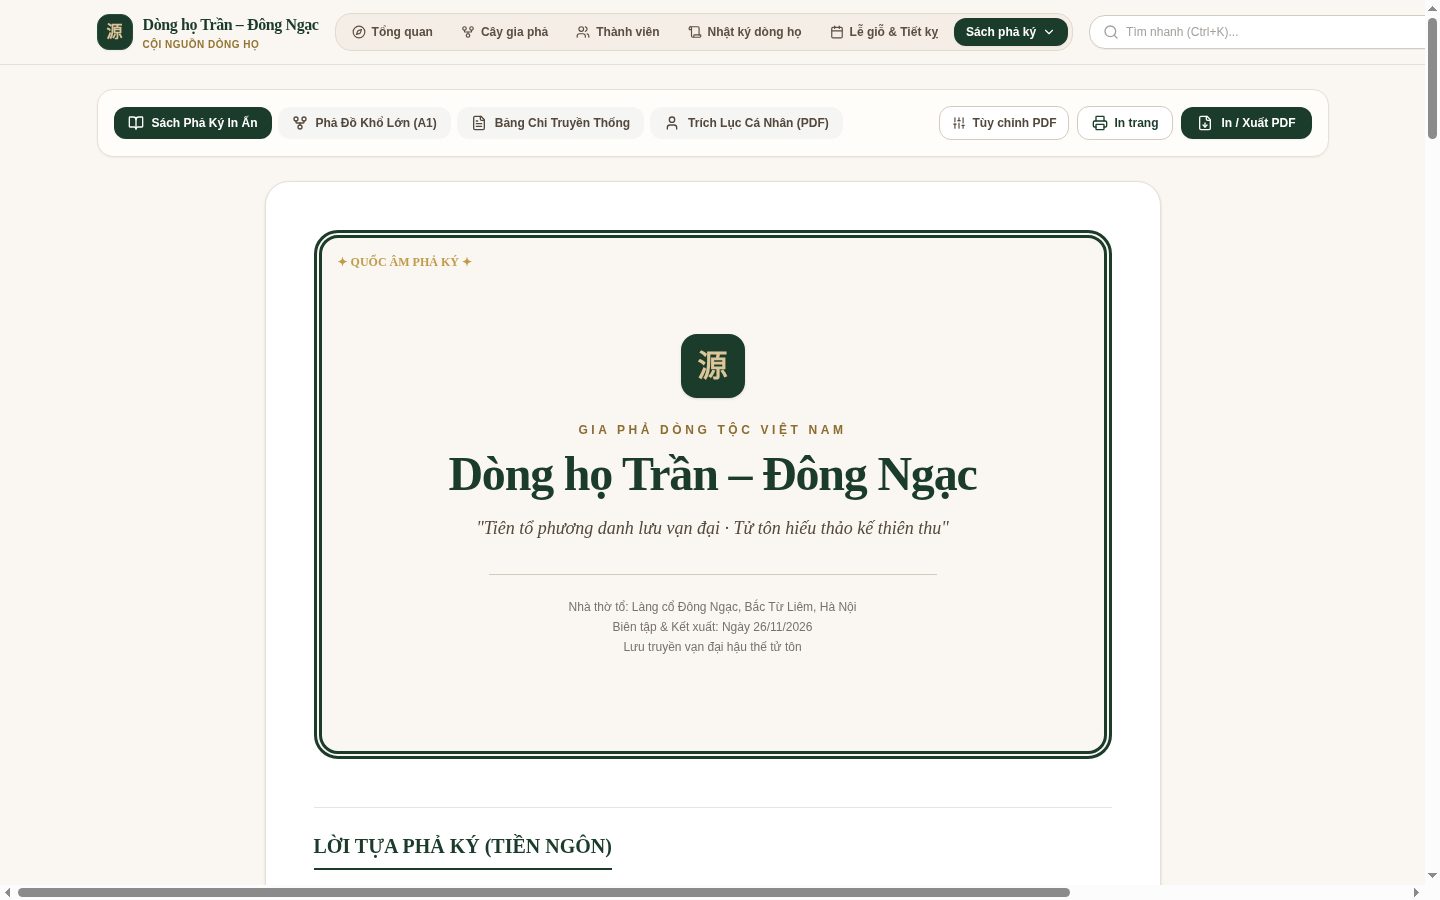 源
Dòng họ Trần – Đông Ngạc
CỘI NGUỒN DÒNG HỌ
Tổng quan
Cây gia phả
Thành viên
Nhật ký dòng họ
Lễ giỗ & Tiết kỵ
Sách phả ký
Tìm nhanh (Ctrl+K)...
Sách Phả Ký In Ấn
Phả Đồ Khổ Lớn (A1)
Bảng Chi Truyền Thống
Trích Lục Cá Nhân (PDF)
Tùy chỉnh PDF
In trang
In / Xuất PDF
✦ QUỐC ÂM PHẢ KÝ ✦
源
GIA PHẢ DÒNG TỘC VIỆT NAM
Dòng họ Trần – Đông Ngạc
"Tiên tổ phương danh lưu vạn đại · Tử tôn hiếu thảo kế thiên thu"
Nhà thờ tổ: Làng cổ Đông Ngạc, Bắc Từ Liêm, Hà Nội
Biên tập & Kết xuất: Ngày 26/11/2026
Lưu truyền vạn đại hậu thế tử tôn
LỜI TỰA PHẢ KÝ (TIỀN NGÔN)